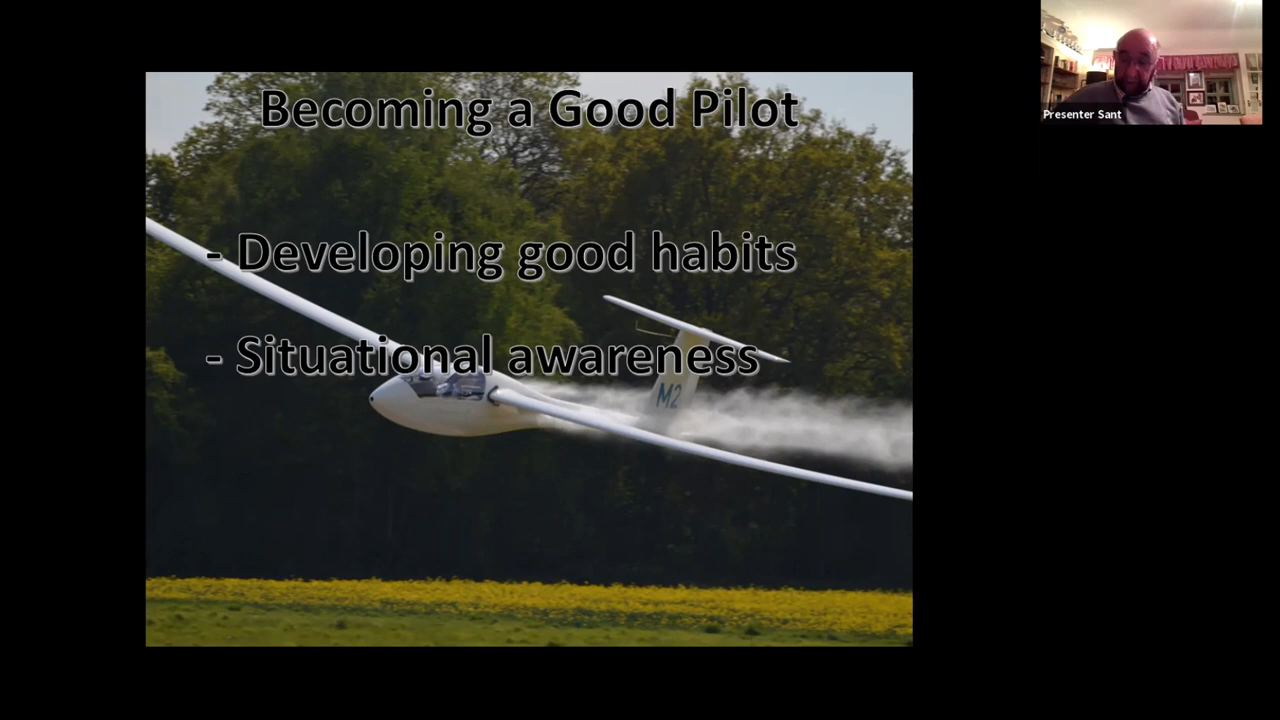 Becoming a Good Pilot
- Developing good habits
- Situational awareness
M2
Presenter Sant